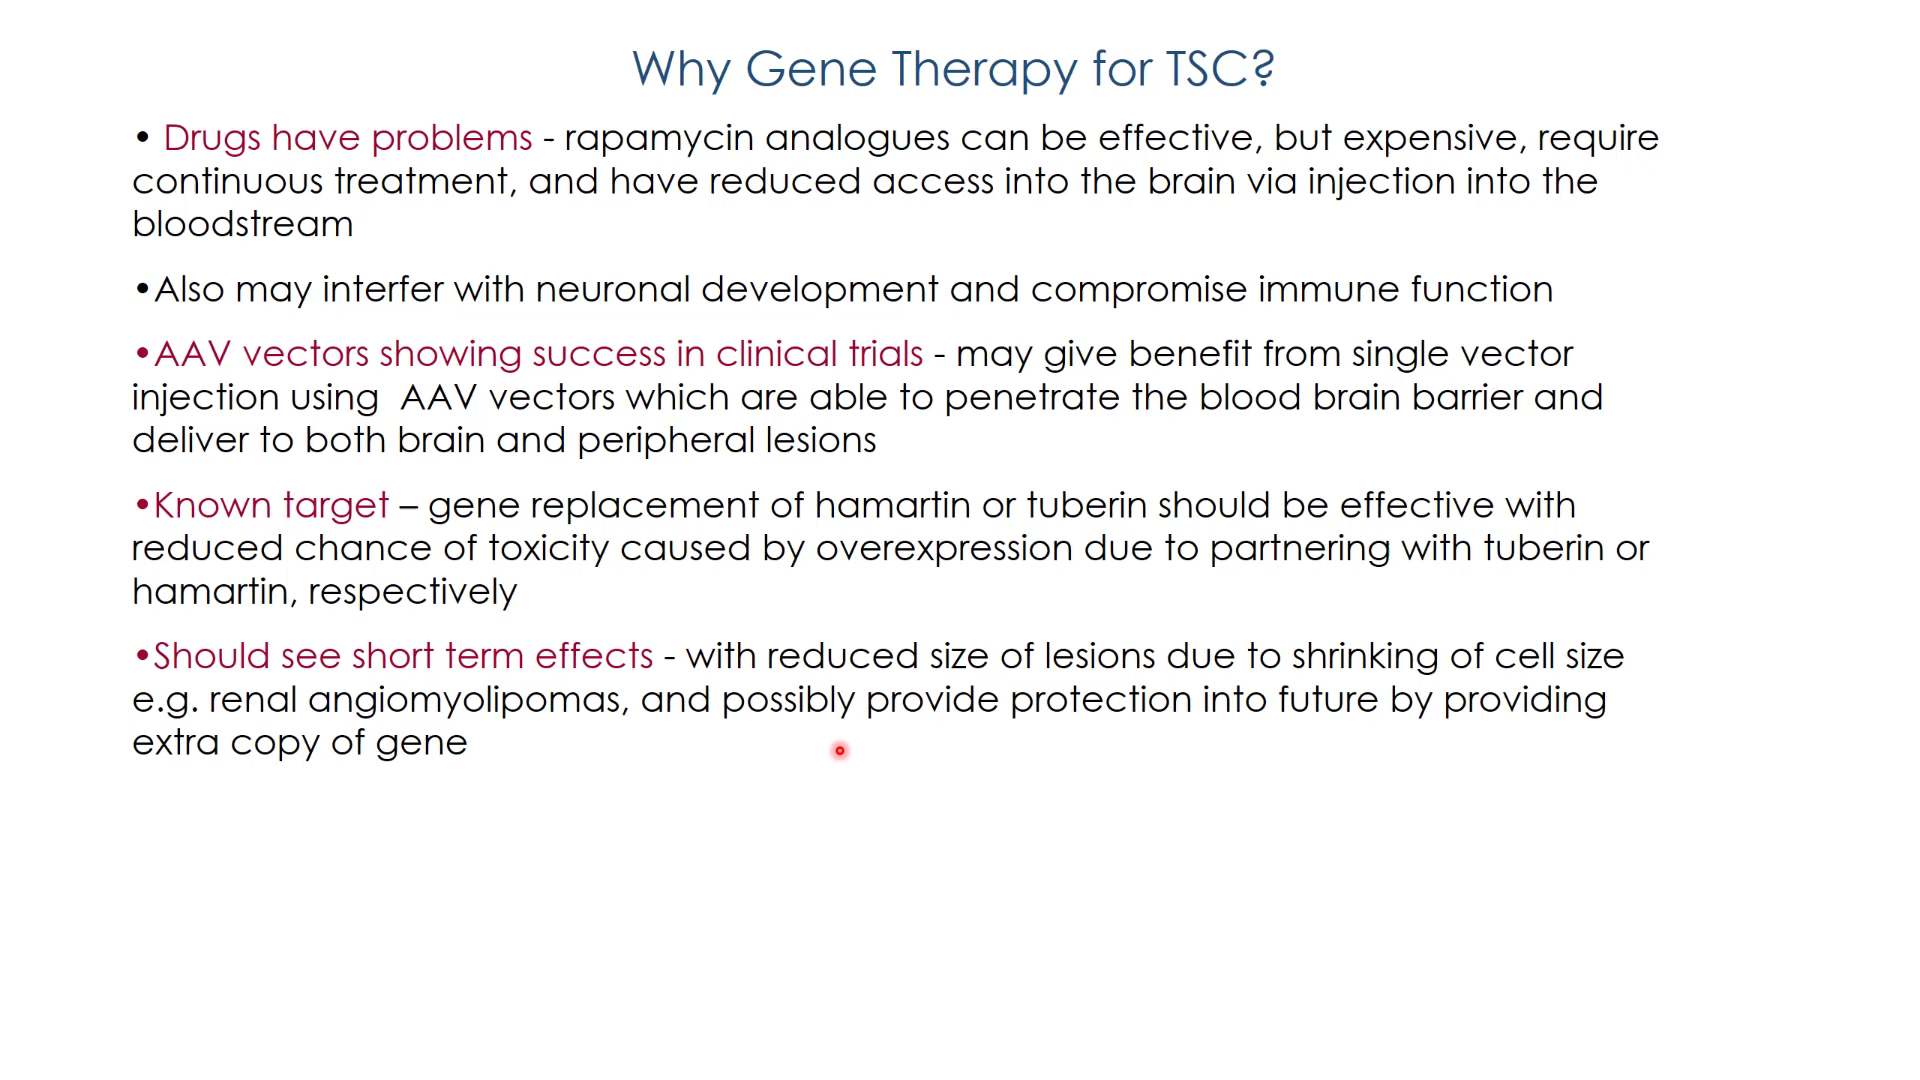 Why Gene Therapy for TSC?
• Drugs have problems - rapamycin analogues can be effective, but expensive, require
continuous treatment, and have reduced access into the brain via injection into the
bloodstream
•Also may interfer with neuronal development and compromise immune function
•AAV vectors showing success in clinical trials - may give benefit from single vector
injection using  AAV vectors which are able to penetrate the blood brain barrier and
deliver to both brain and peripheral lesions
•Known target – gene replacement of hamartin or tuberin should be effective with
reduced chance of toxicity caused by overexpression due to partnering with tuberin or
hamartin, respectively
•Should see short term effects - with reduced size of lesions due to shrinking of cell size
e.g. renal angiomyolipomas, and possibly provide protection into future by providing
extra copy of gene